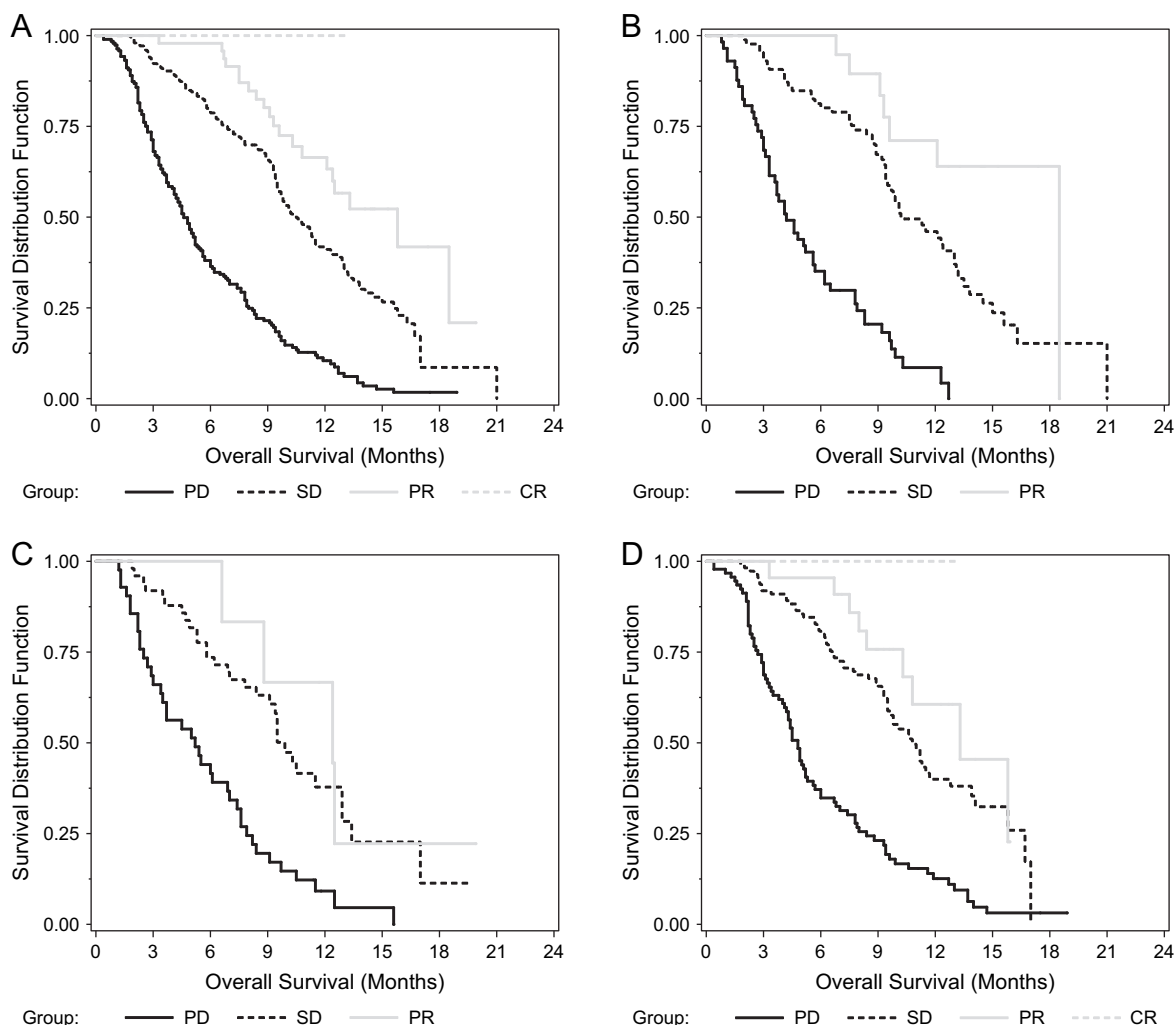 A
1.00
0.75
0.50
0.25
0.00
Survival Distribution Function
0 3 6 9 12 15 18 21 24
Overall Survival (Months)
Group: PD SD PR CR
B
1.00
0.75
0.50
0.25
0.00
Survival Distribution Function
0 3 6 9 12 15 18 21 24
Overall Survival (Months)
Group: PD SD PR
C
1.00
0.75
0.50
0.25
0.00
Survival Distribution Function
0 3 6 9 12 15 18 21 24
Overall Survival (Months)
Group: PD SD PR
D
1.00
0.75
0.50
0.25
0.00
Survival Distribution Function
0 3 6 9 12 15 18 21 24
Overall Survival (Months)
Group: PD SD PR CR